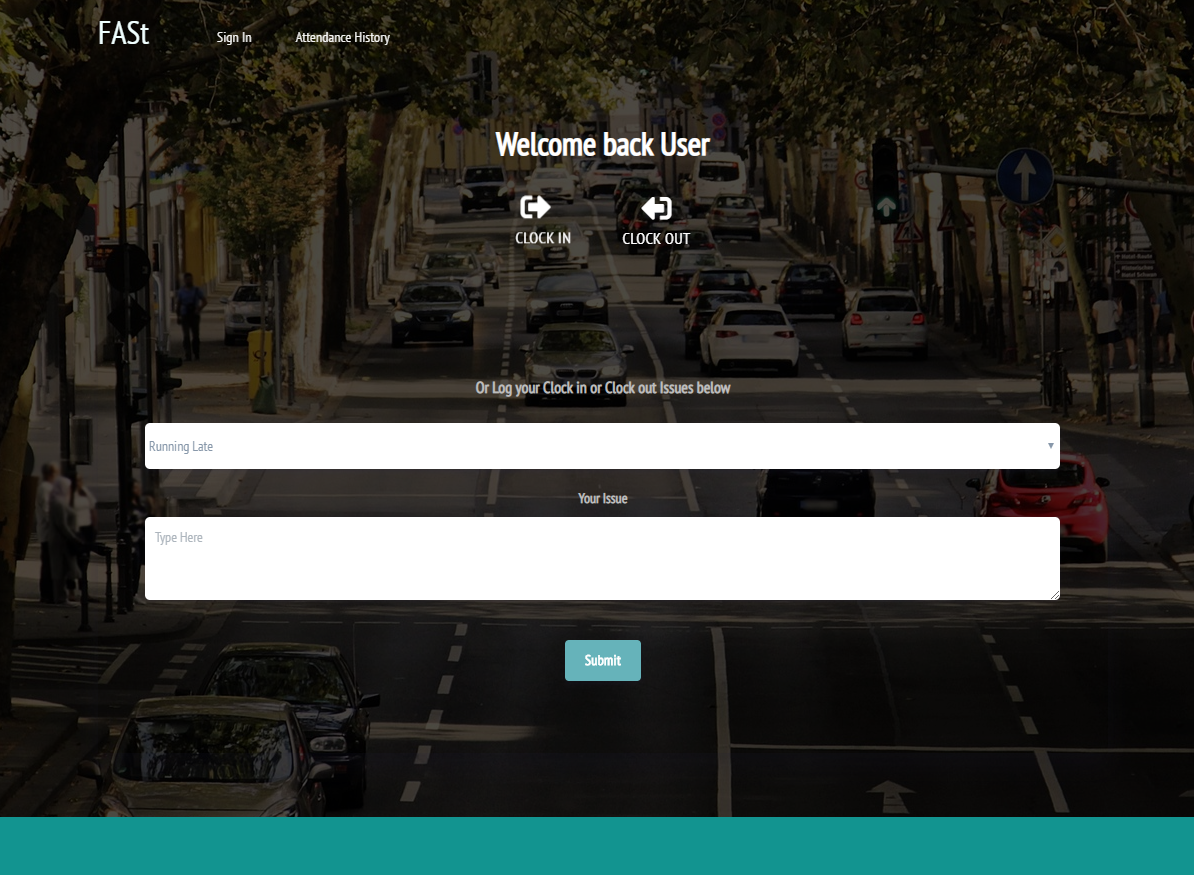 FASt
Sign In
Attendance History
Welcome back User
CLOCK IN
CLOCK OUT
Or Log your Clock in or Clock out Issues below
Running Late
Your Issue
Type Here
Submit